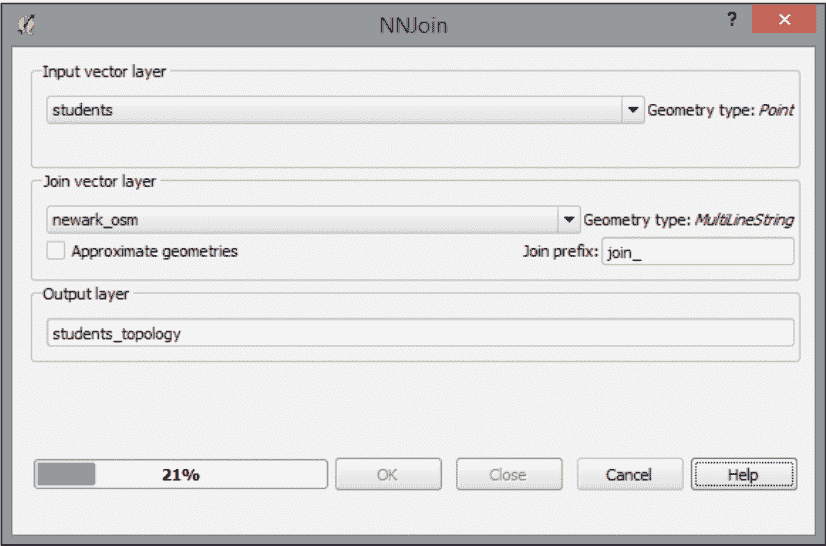 NNJoin
?
Input vector layer
students
Geometry type: Point
Join vector layer
newark_osm
Geometry type: MultiLineString
Approximate geometries
Join prefix: join_
Output layer
students_topology
21%
OK
Close
Cancel
Help